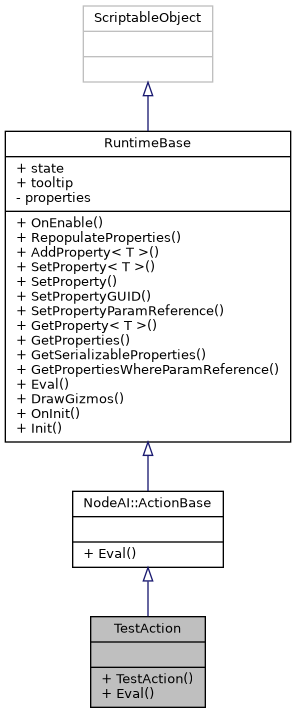 ScriptableObject
RuntimeBase
+ state
+ tooltip
- properties
+ OnEnable()
+ RepopulateProperties()
+ AddProperty< T >()
+ SetProperty< T >()
+ SetProperty()
+ SetPropertyGUID()
+ SetPropertyParamReference()
+ GetProperty< T >()
+ GetProperties()
+ GetSerializableProperties()
+ GetPropertiesWhereParamReference()
+ Eval()
+ DrawGizmos()
+ OnInit()
+ Init()
NodeAI::ActionBase
+ Eval()
TestAction
+ TestAction()
+ Eval()